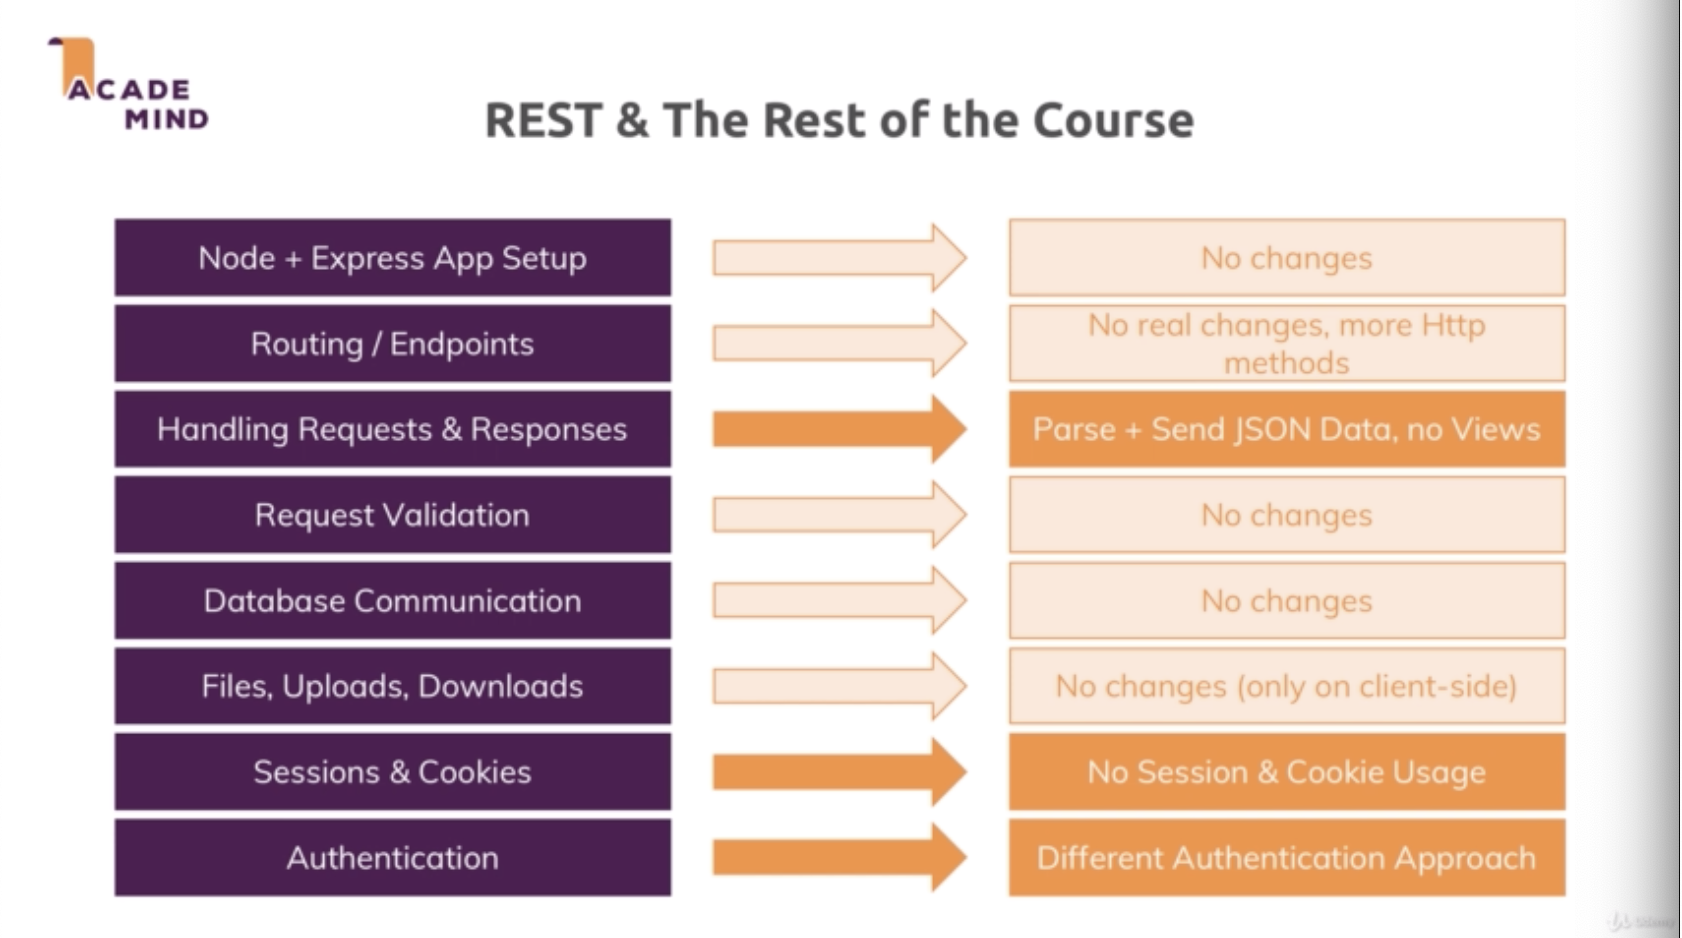 ACADE
MIND
REST & The Rest of the Course
Node + Express App Setup
No changes
Routing / Endpoints
No real changes, more Http
methods
Handling Requests & Responses
Parse + Send JSON Data, no Views
Request Validation
No changes
Database Communication
No changes
Files, Uploads, Downloads
No changes (only on client-side)
Sessions & Cookies
No Session & Cookie Usage
Authentication
Different Authentication Approach
Udemy